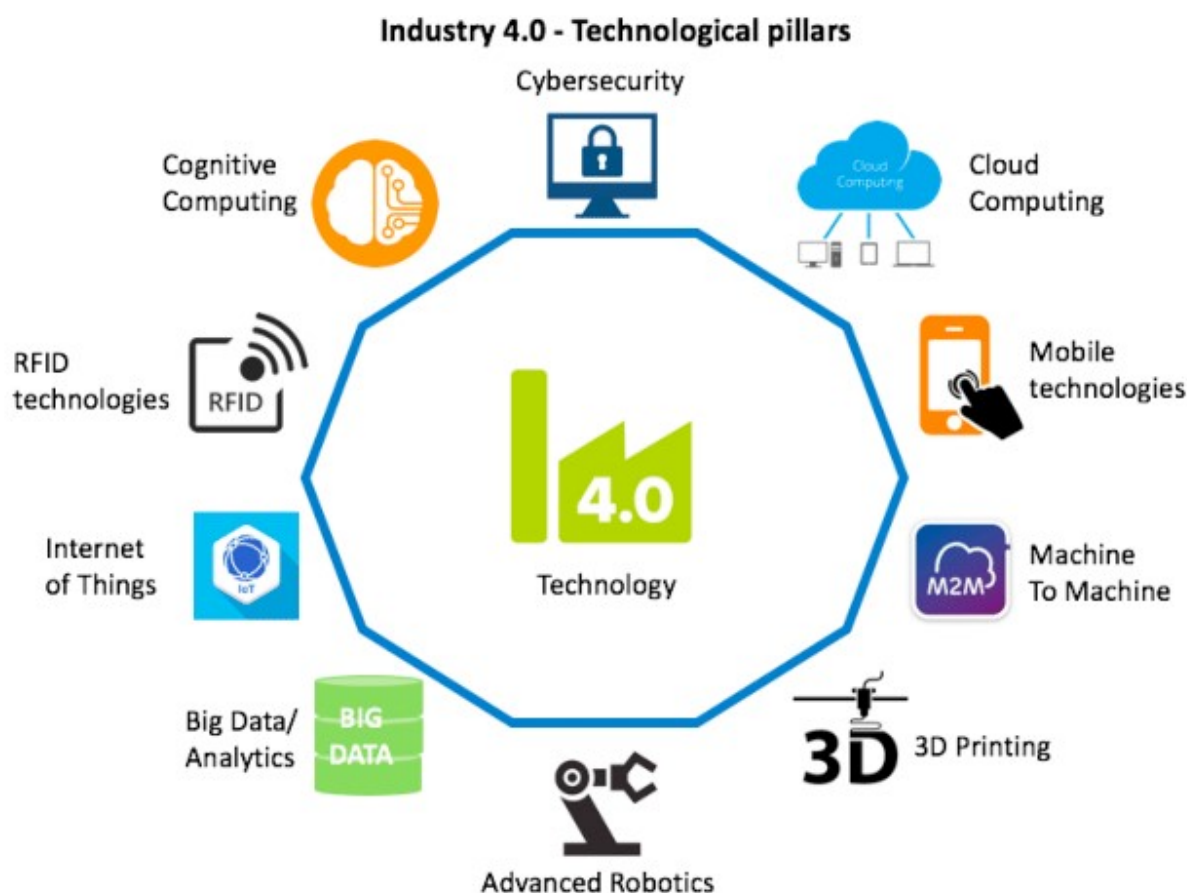 Industry 4.0 - Technological pillars
Cybersecurity
Cognitive
Computing
Cloud
Computing
Cloud
Computing
RFID
technologies
RFID
Mobile
technologies
4.0
Technology
Internet
of Things
IoT
M2M
Machine
To Machine
Big Data/
Analytics
BIG
DATA
3D
3D Printing
Advanced Robotics